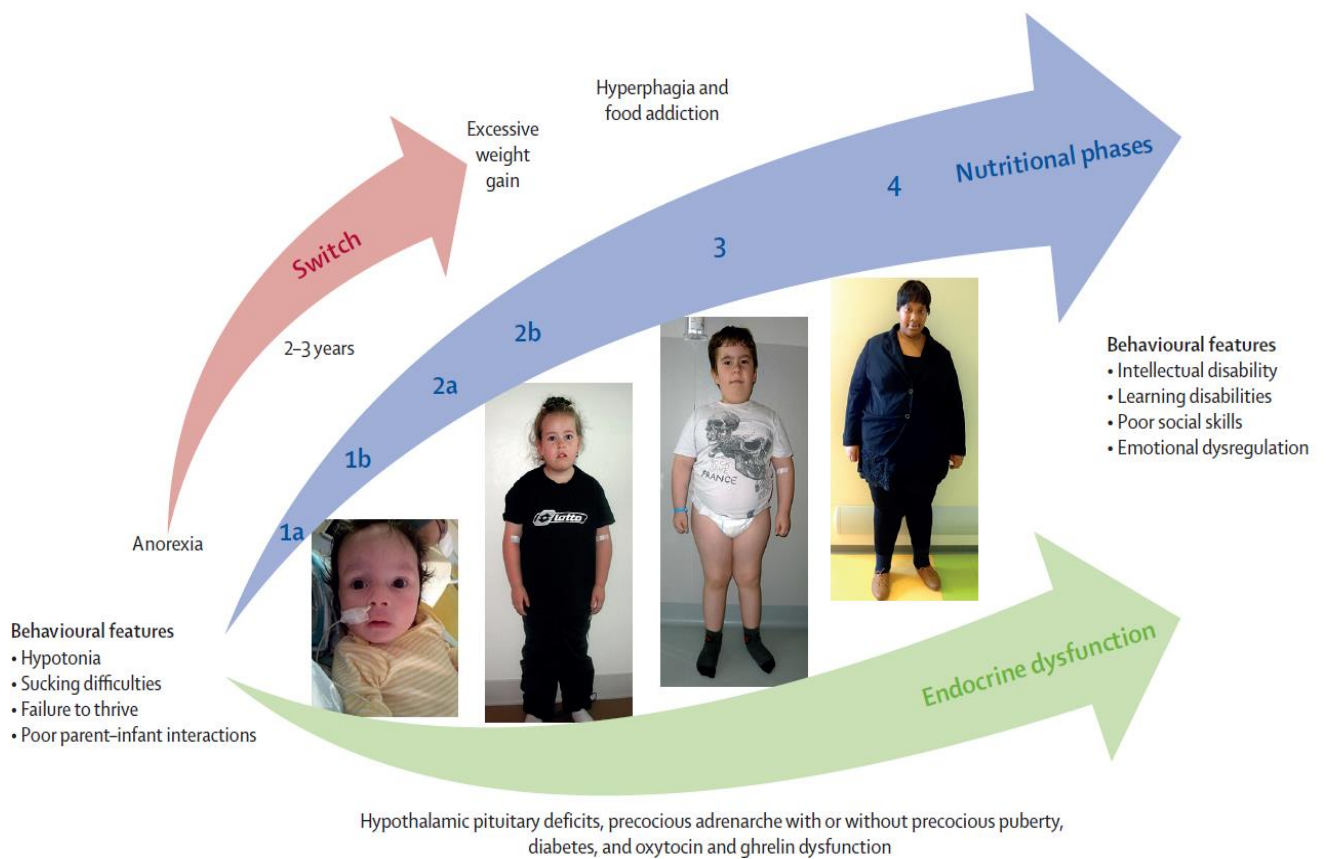 Hyperphagia and
food addiction
Excessive
weight
gain
Nutritional phases
4
3
Switch
2b
2–3 years
2a
1b
1a
Anorexia
Behavioural features
• Intellectual disability
• Learning disabilities
• Poor social skills
• Emotional dysregulation
lotto
FRANCE
Behavioural features
• Hypotonia
• Sucking difficulties
• Failure to thrive
• Poor parent–infant interactions
Endocrine dysfunction
Hypothalamic pituitary deficits, precocious adrenarche with or without precocious puberty,
diabetes, and oxytocin and ghrelin dysfunction